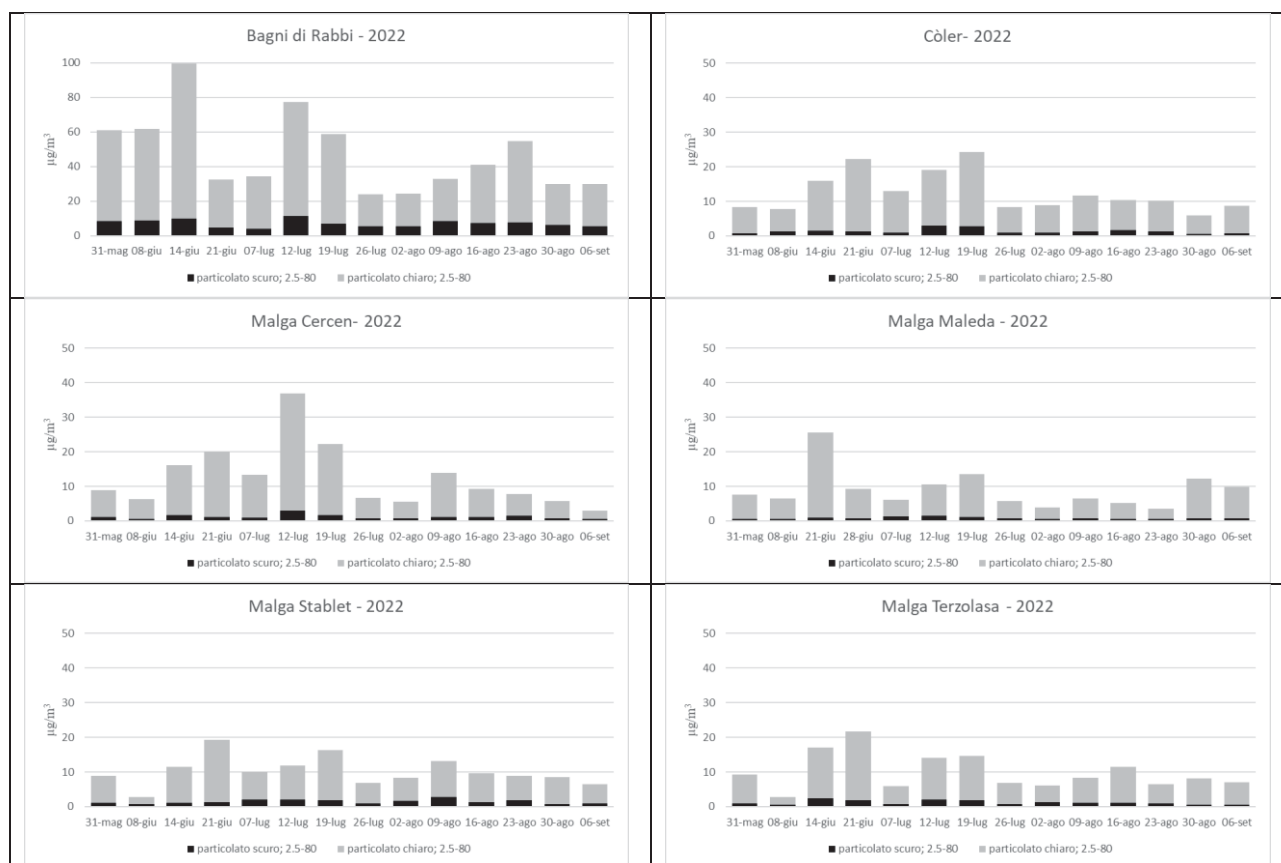 Bagni di Rabbi - 2022
100
80
60
40
20
0
µg/m³
31-mag 08-giu 14-giu 21-giu 07-lug 12-lug 19-lug 26-lug 02-ago 09-ago 16-ago 23-ago 30-ago 06-set
particolato scuro; 2.5-80 particolato chiaro; 2.5-80
Còler- 2022
50
40
30
20
10
0
µg/m³
31-mag 08-giu 14-giu 21-giu 07-lug 12-lug 19-lug 26-lug 02-ago 09-ago 16-ago 23-ago 30-ago 06-set
particolato scuro; 2.5-80 particolato chiaro; 2.5-80
Malga Cercen- 2022
50
40
30
20
10
0
µg/m³
31-mag 08-giu 14-giu 21-giu 07-lug 12-lug 19-lug 26-lug 02-ago 09-ago 16-ago 23-ago 30-ago 06-set
particolato scuro; 2.5-80 particolato chiaro; 2.5-80
Malga Maleda - 2022
50
40
30
20
10
0
µg/m³
31-mag 08-giu 21-giu 28-giu 07-lug 12-lug 19-lug 26-lug 02-ago 09-ago 16-ago 23-ago 30-ago 06-set
particolato scuro; 2.5-80 particolato chiaro; 2.5-80
Malga Stablet - 2022
50
40
30
20
10
0
µg/m³
31-mag 08-giu 14-giu 21-giu 07-lug 12-lug 19-lug 26-lug 02-ago 09-ago 16-ago 23-ago 30-ago 06-set
particolato scuro; 2.5-80 particolato chiaro; 2.5-80
Malga Terzolasa - 2022
50
40
30
20
10
0
µg/m³
31-mag 08-giu 14-giu 21-giu 07-lug 12-lug 19-lug 26-lug 02-ago 09-ago 16-ago 23-ago 30-ago 06-set
particolato scuro; 2.5-80 particolato chiaro; 2.5-80